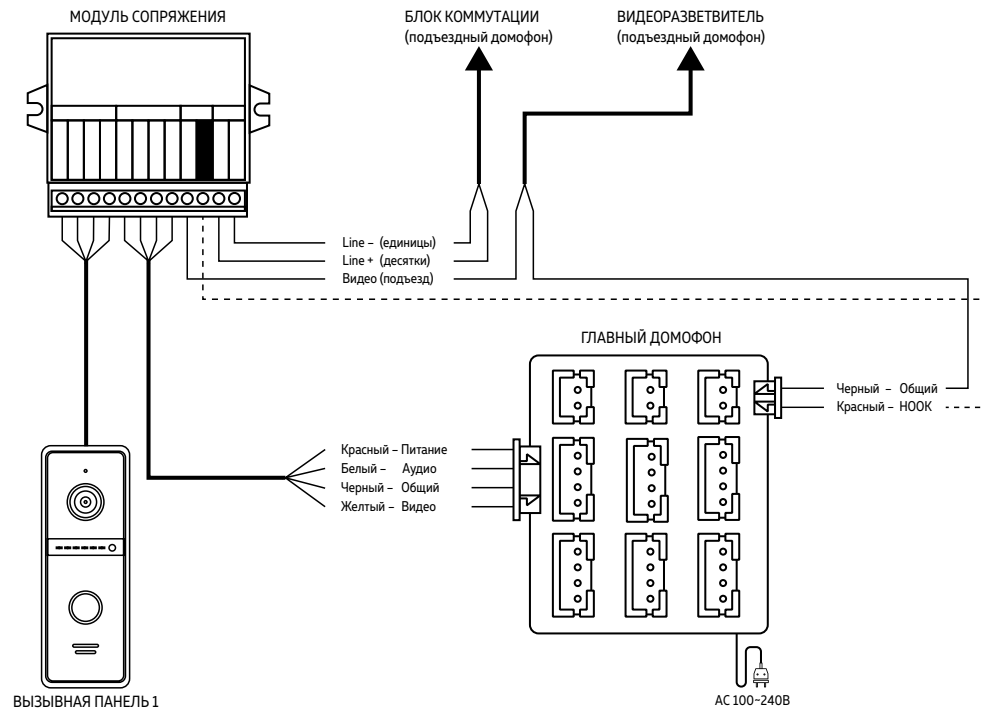 МОДУЛЬ СОПРЯЖЕНИЯ
БЛОК КОММУТАЦИИ
(подъездный домофон)
ВИДЕОРАЗВЕТВИТЕЛЬ
(подъездный домофон)
Line – (единицы)
Line + (десятки)
Видео (подъезд)
ГЛАВНЫЙ ДОМОФОН
Черный – Общий
Красный – HOOK
Красный – Питание
Белый – Аудио
Черный – Общий
Желтый – Видео
ВЫЗЫВНАЯ ПАНЕЛЬ 1
AC 100~240В